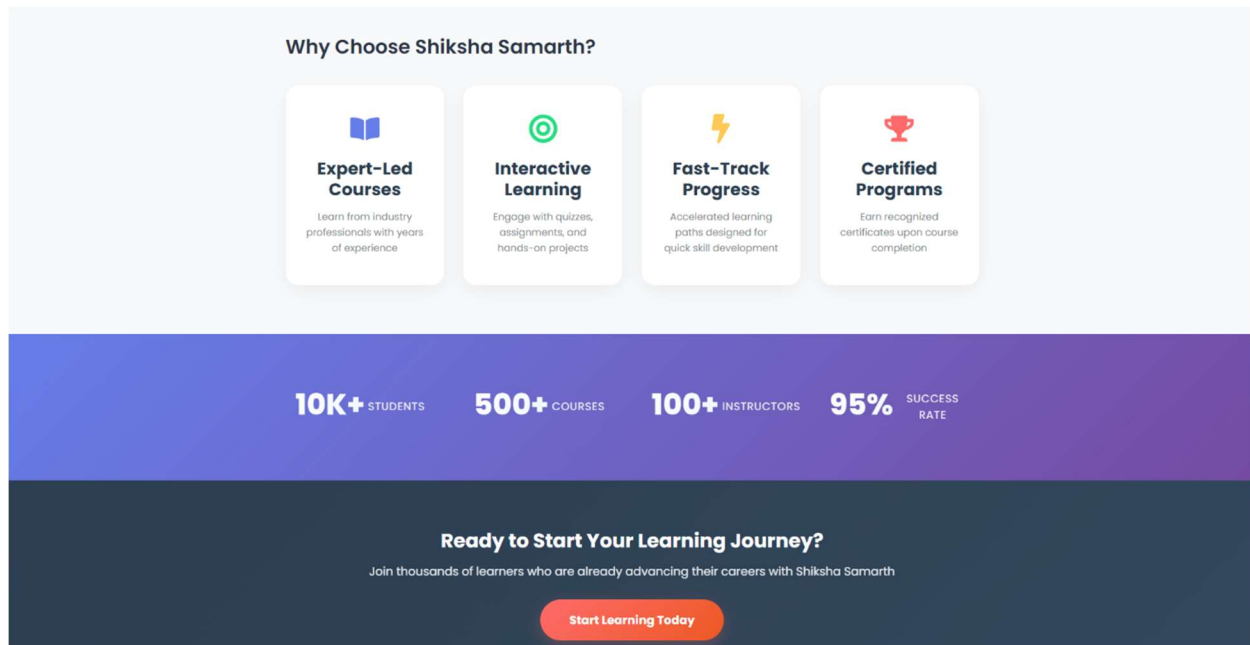 Why Choose Shiksha Samarth?
Expert-Led
Courses
Learn from industry
professionals with years
of experience
Interactive
Learning
Engage with quizzes,
assignments, and
hands-on projects
Fast-Track
Progress
Accelerated learning
paths designed for
quick skill development
Certified
Programs
Earn recognized
certificates upon course
completion
10K+ STUDENTS
500+ COURSES
100+ INSTRUCTORS
95% SUCCESS
RATE
Ready to Start Your Learning Journey?
Join thousands of learners who are already advancing their careers with Shiksha Samarth
Start Learning Today